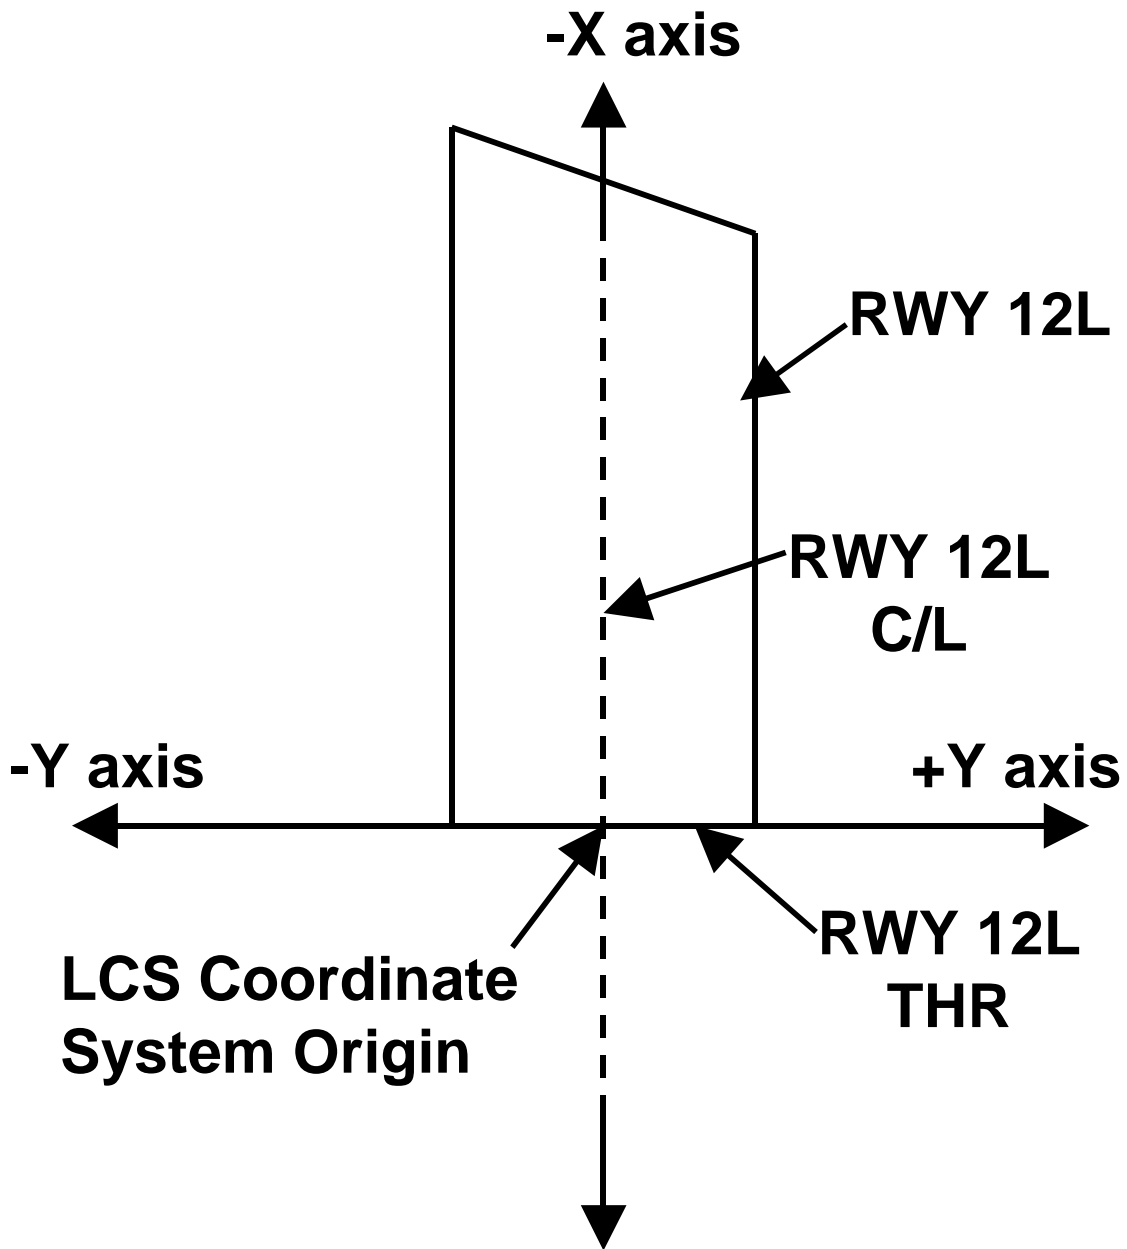 -X axis
RWY 12L
RWY 12L
C/L
-Y axis
+Y axis
RWY 12L
THR
LCS Coordinate
System Origin